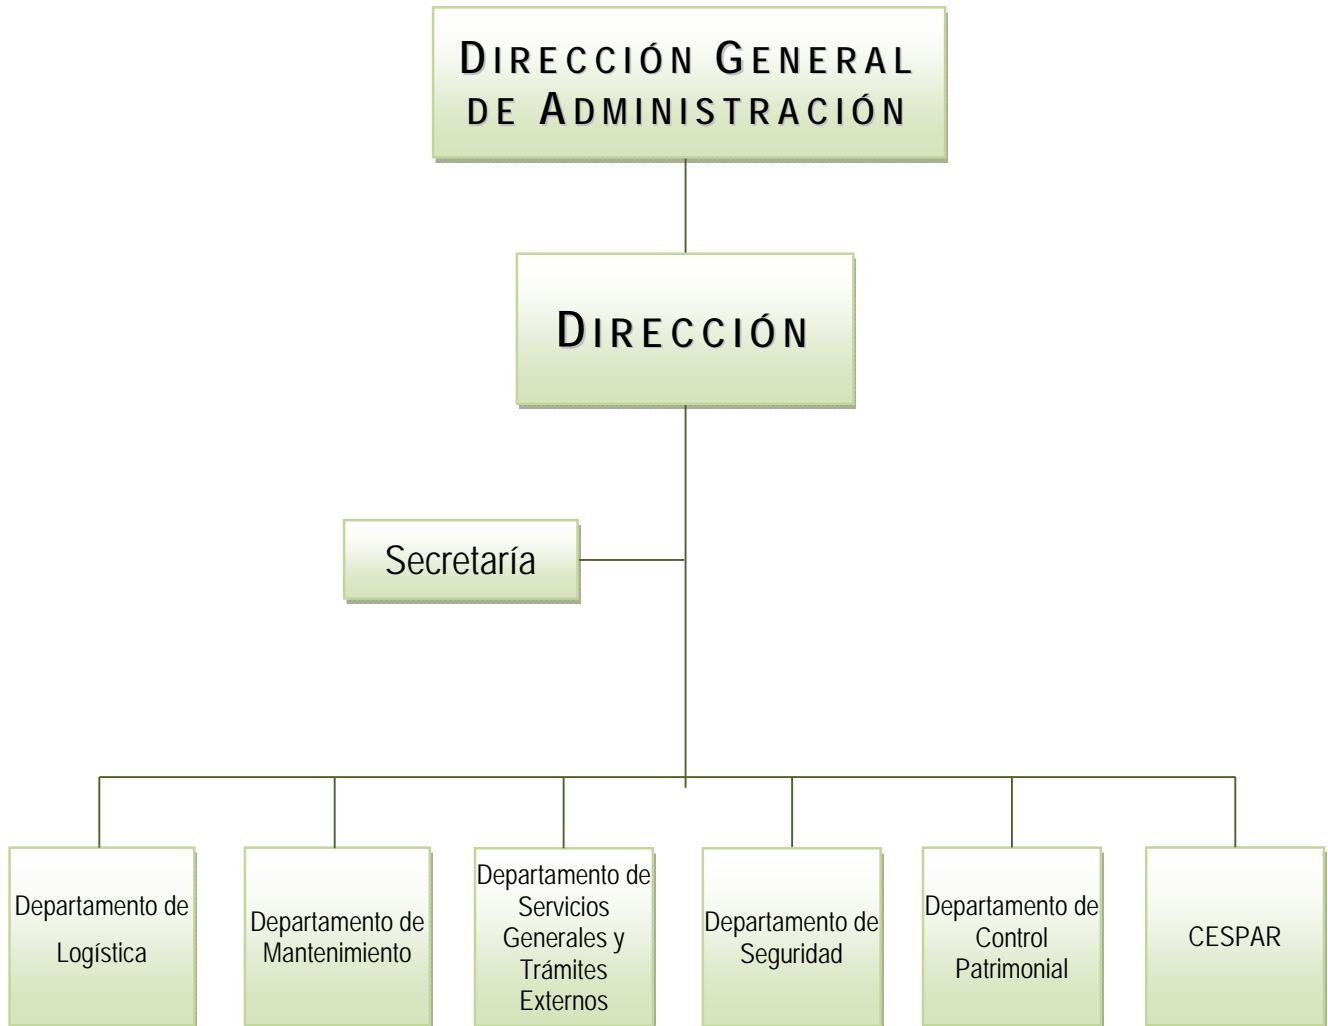 DIRECCIÓN GENERAL
DE ADMINISTRACIÓN
DIRECCIÓN
Secretaría
Departamento de
Logística
Departamento de
Mantenimiento
Departamento de
Servicios
Generales y
Trámites
Externos
Departamento de
Seguridad
Departamento de
Control
Patrimonial
CESPAR